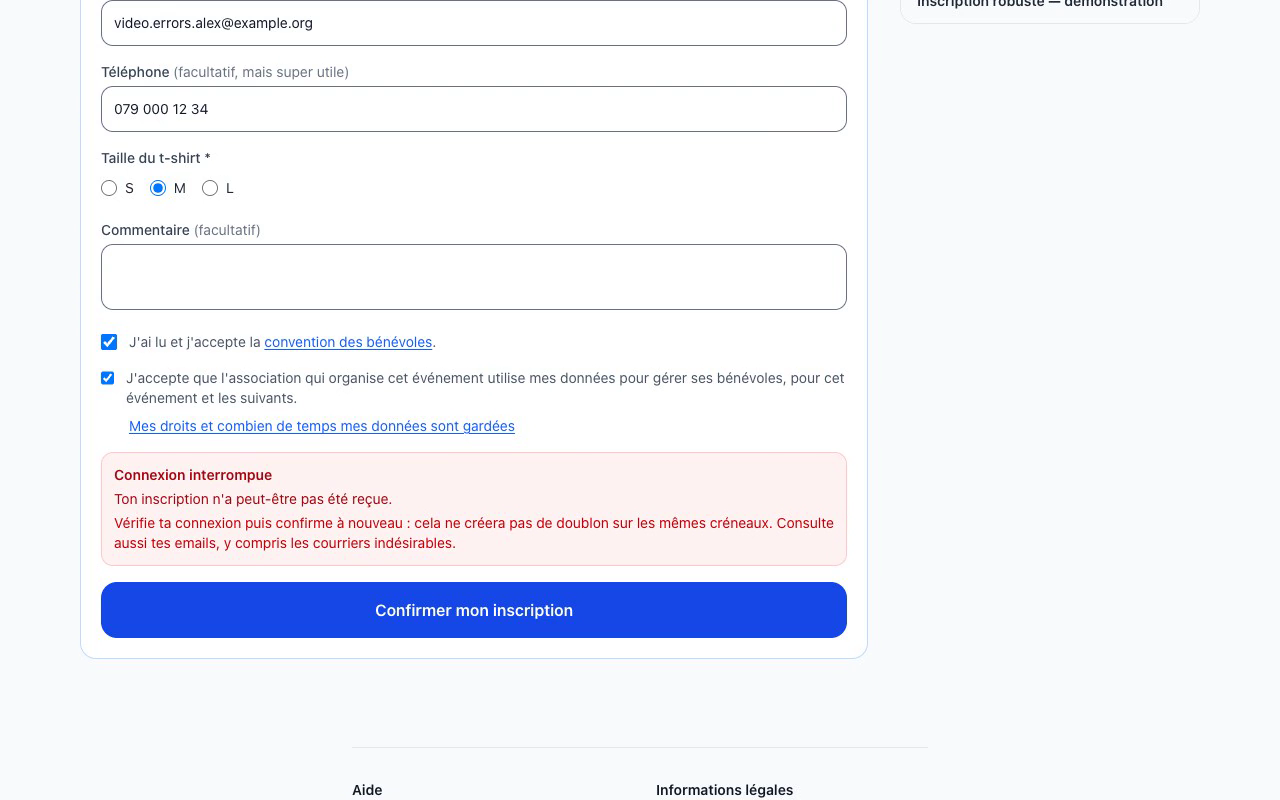 Inscription robuste — démonstration
video.errors.alex@example.org
Téléphone (facultatif, mais super utile)
079 000 12 34
Taille du t-shirt *
S M L
Commentaire (facultatif)
J'ai lu et j'accepte la convention des bénévoles.
J'accepte que l'association qui organise cet événement utilise mes données pour gérer ses bénévoles, pour cet
événement et les suivants.
Mes droits et combien de temps mes données sont gardées
Connexion interrompue
Ton inscription n'a peut-être pas été reçue.
Vérifie ta connexion puis confirme à nouveau : cela ne créera pas de doublon sur les mêmes créneaux. Consulte
aussi tes emails, y compris les courriers indésirables.
Confirmer mon inscription
Aide
Informations légales